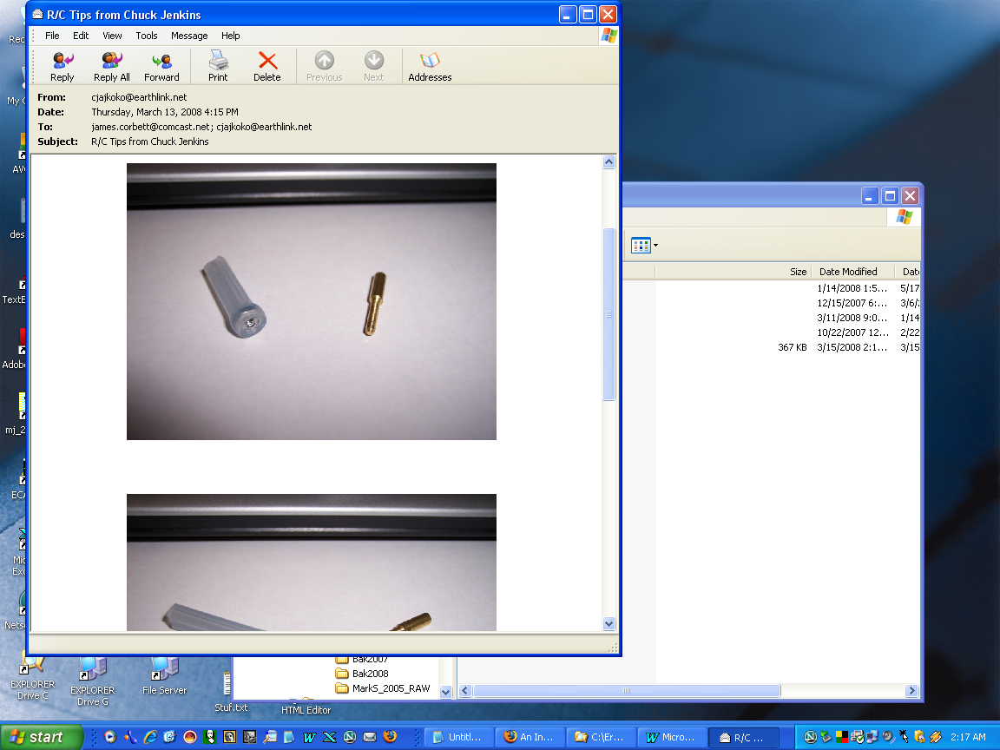 R/C Tips from Chuck Jenkins
File Edit View Tools Message Help
Reply Reply All Forward Print Delete Previous Next Addresses
From: cjajkoko@earthlink.net
Date: Thursday, March 13, 2008 4:15 PM
To: james.corbett@comcast.net; cjajkoko@earthlink.net
Subject: R/C Tips from Chuck Jenkins
Size Date Modified Date
1/14/2008 1:5... 5/17
12/15/2007 6:... 3/6/
3/11/2008 9:0... 1/14
10/22/2007 12... 2/22
367 KB 3/15/2008 2:1... 3/15
Rec
My C
AV
des
TextE
Adob
mj_2
ECA
Mic
Exc
Nets
EXPLORER
Drive C
EXPLORER
Drive G
File Server
Stuf.txt
HTML Editor
Bak2007
Bak2008
MarkS_2005_RAW
start
Untitl...
An In...
C:\Er...
Micro...
R/C ...
2:17 AM